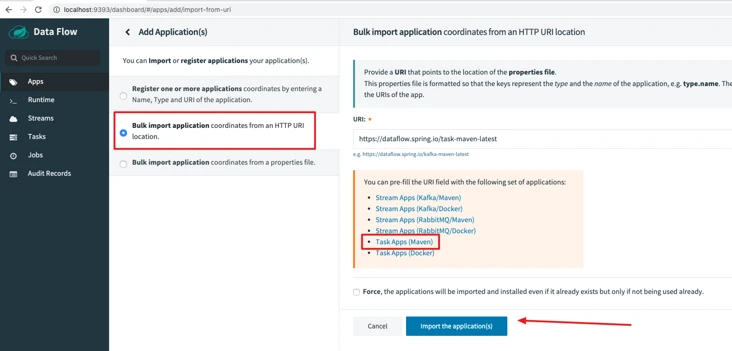 localhost:9393/dashboard/#/apps/add/import-from-uri
Data Flow
Quick Search
Apps
Runtime
Streams
Tasks
Jobs
Audit Records
Add Application(s)
You can Import or register applications your application(s).
Register one or more applications coordinates by entering a
Name, Type and URI of the application.
Bulk import application coordinates from an HTTP URI
location.
Bulk import application coordinates from a properties file.
Bulk import application coordinates from an HTTP URI location
Provide a URI that points to the location of the properties file.
This properties file is formatted so that the keys represent the type and the name of the application, e.g. type.name. The
the URIs of the app.
URI: •
https://dataflow.spring.io/task-maven-latest
e.g. https://dataflow.spring.io/kafka-maven-latest
You can pre-fill the URI field with the following set of applications:
• Stream Apps (Kafka/Maven)
• Stream Apps (Kafka/Docker)
• Stream Apps (RabbitMQ/Maven)
• Stream Apps (RabbitMQ/Docker)
• Task Apps (Maven)
• Task Apps (Docker)
Force, the applications will be imported and installed even if it already exists but only if not being used already.
Cancel
Import the application(s)